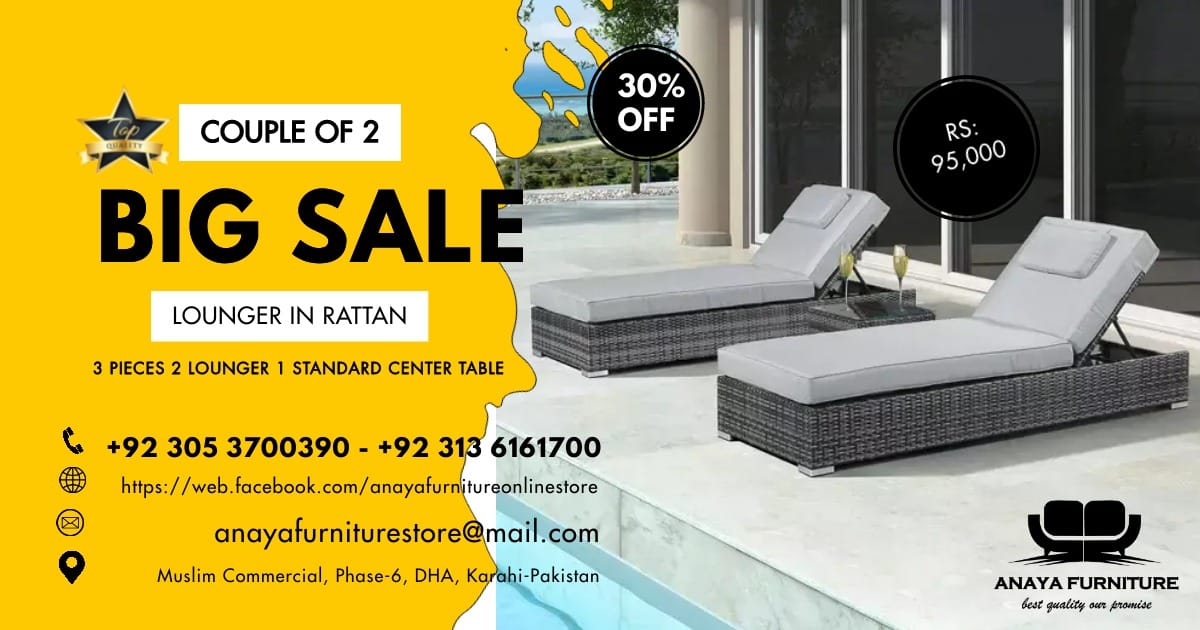 Top
QUALITY
COUPLE OF 2
BIG SALE
LOUNGER IN RATTAN
3 PIECES 2 LOUNGER 1 STANDARD CENTER TABLE
+92 305 3700390 - +92 313 6161700
https://web.facebook.com/anayafurnitureonlinestore
anayafurniturestore@mail.com
Muslim Commercial, Phase-6, DHA, Karahi-Pakistan
30%
OFF
RS:
95,000
ANAYA FURNITURE
best quality our promise